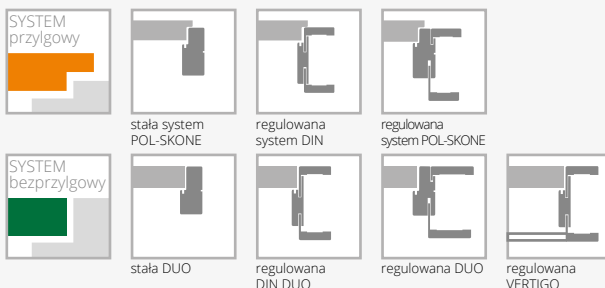 SYSTEM
przylgowy
stała system
POL-SKONE
regulowana
system DIN
regulowana
system POL-SKONE
SYSTEM
bezprzylgowy
stała DUO
regulowana
DIN DUO
regulowana DUO
regulowana
VERTIGO